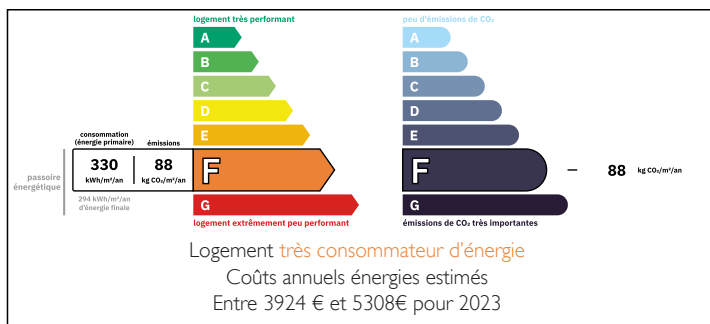 logement très performant
A
B
C
D
E
consommation
(énergie primaire)
émissions
330
kWh/m²/an
88
kg CO₂/m²/an
F
passoire
énergétique
294 kWh/m²/an
d'énergie finale
G
logement extrêmement peu performant
peu d'émissions de CO₂
A
B
C
D
E
F
88 kg CO₂/m²/an
G
émissions de CO₂ très importantes
Logement très consommateur d'énergie
Coûts annuels énergies estimés
Entre 3924 € et 5308€ pour 2023